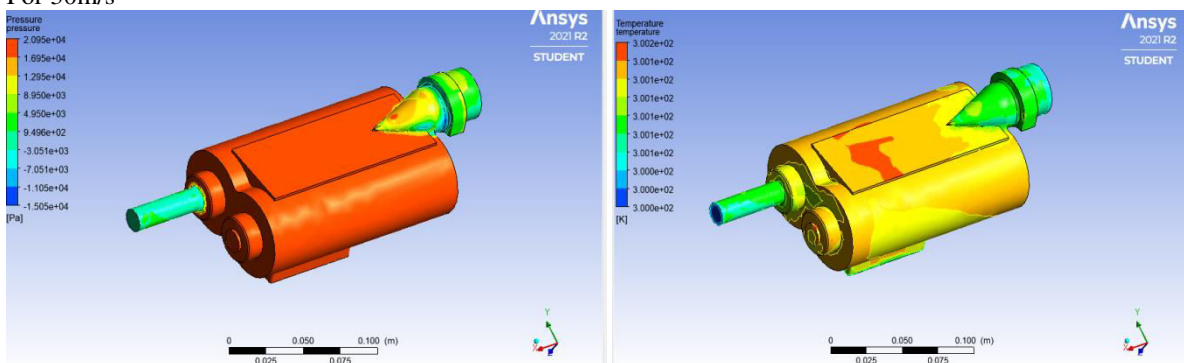 For 50m/s
Pressure
pressure
2.095e+04
1.695e+04
1.295e+04
8.950e+03
4.950e+03
9.496e+02
-3.051e+03
-7.051e+03
-1.105e+04
-1.505e+04
[Pa]
Ansys
2021 R2
STUDENT
0
0.050
0.100 (m)
0.025
0.075
Y
Temperature
temperature
3.002e+02
3.001e+02
3.001e+02
3.001e+02
3.001e+02
3.001e+02
3.001e+02
3.000e+02
3.000e+02
3.000e+02
[K]
Ansys
2021 R2
STUDENT
0
0.050
0.100 (m)
0.025
0.075
Y